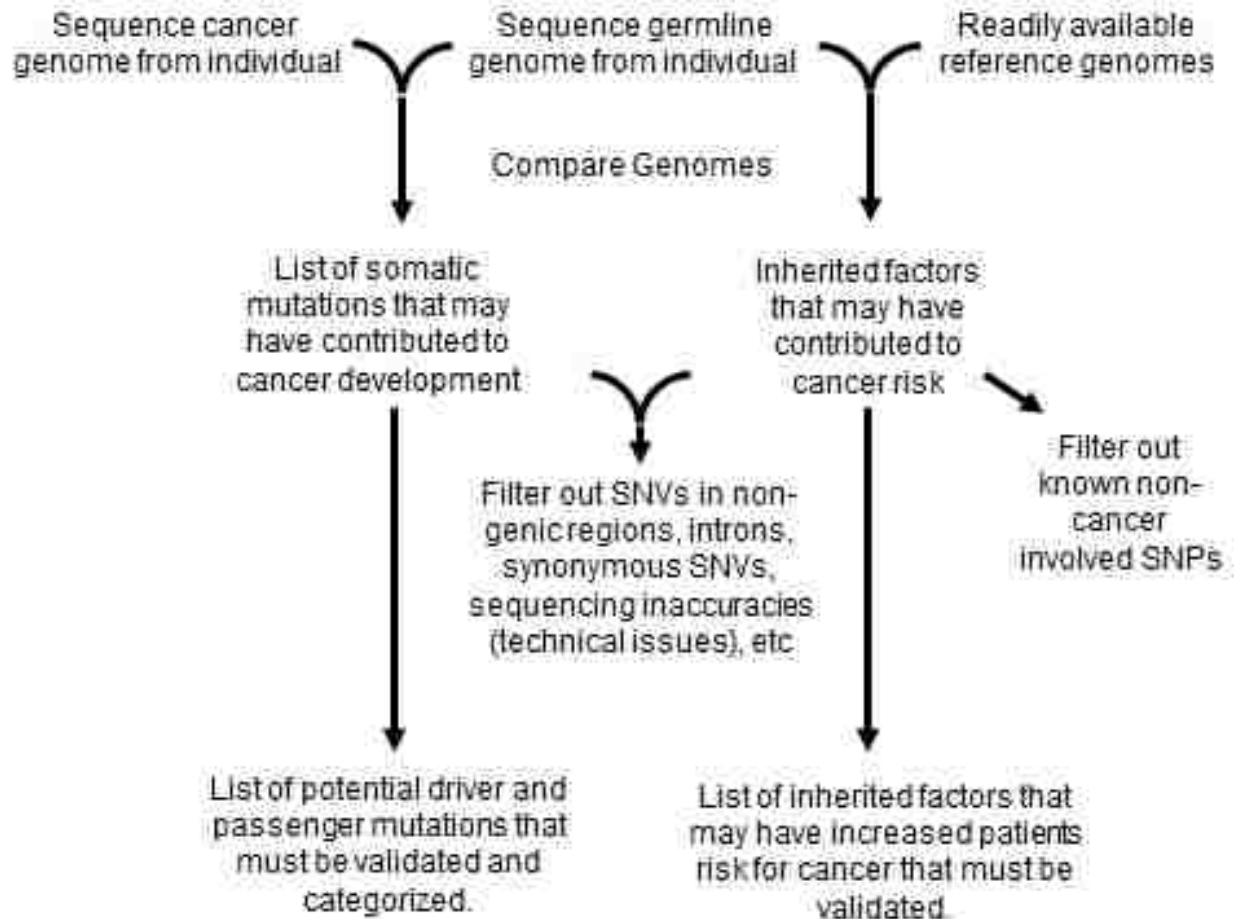 Sequence cancer
genome from individual
Sequence germline
genome from individual
Readily available
reference genomes
Compare Genomes
List of somatic
mutations that may
have contributed to
cancer development
Inherited factors
that may have
contributed to
cancer risk
Filter out SNVs in non-
genic regions, introns,
synonymous SNVs,
sequencing inaccuracies
(technical issues), etc
Filter out
known non-
cancer
involved SNPs
List of potential driver and
passenger mutations that
must be validated and
categorized.
List of inherited factors that
may have increased patients
risk for cancer that must be
validated.